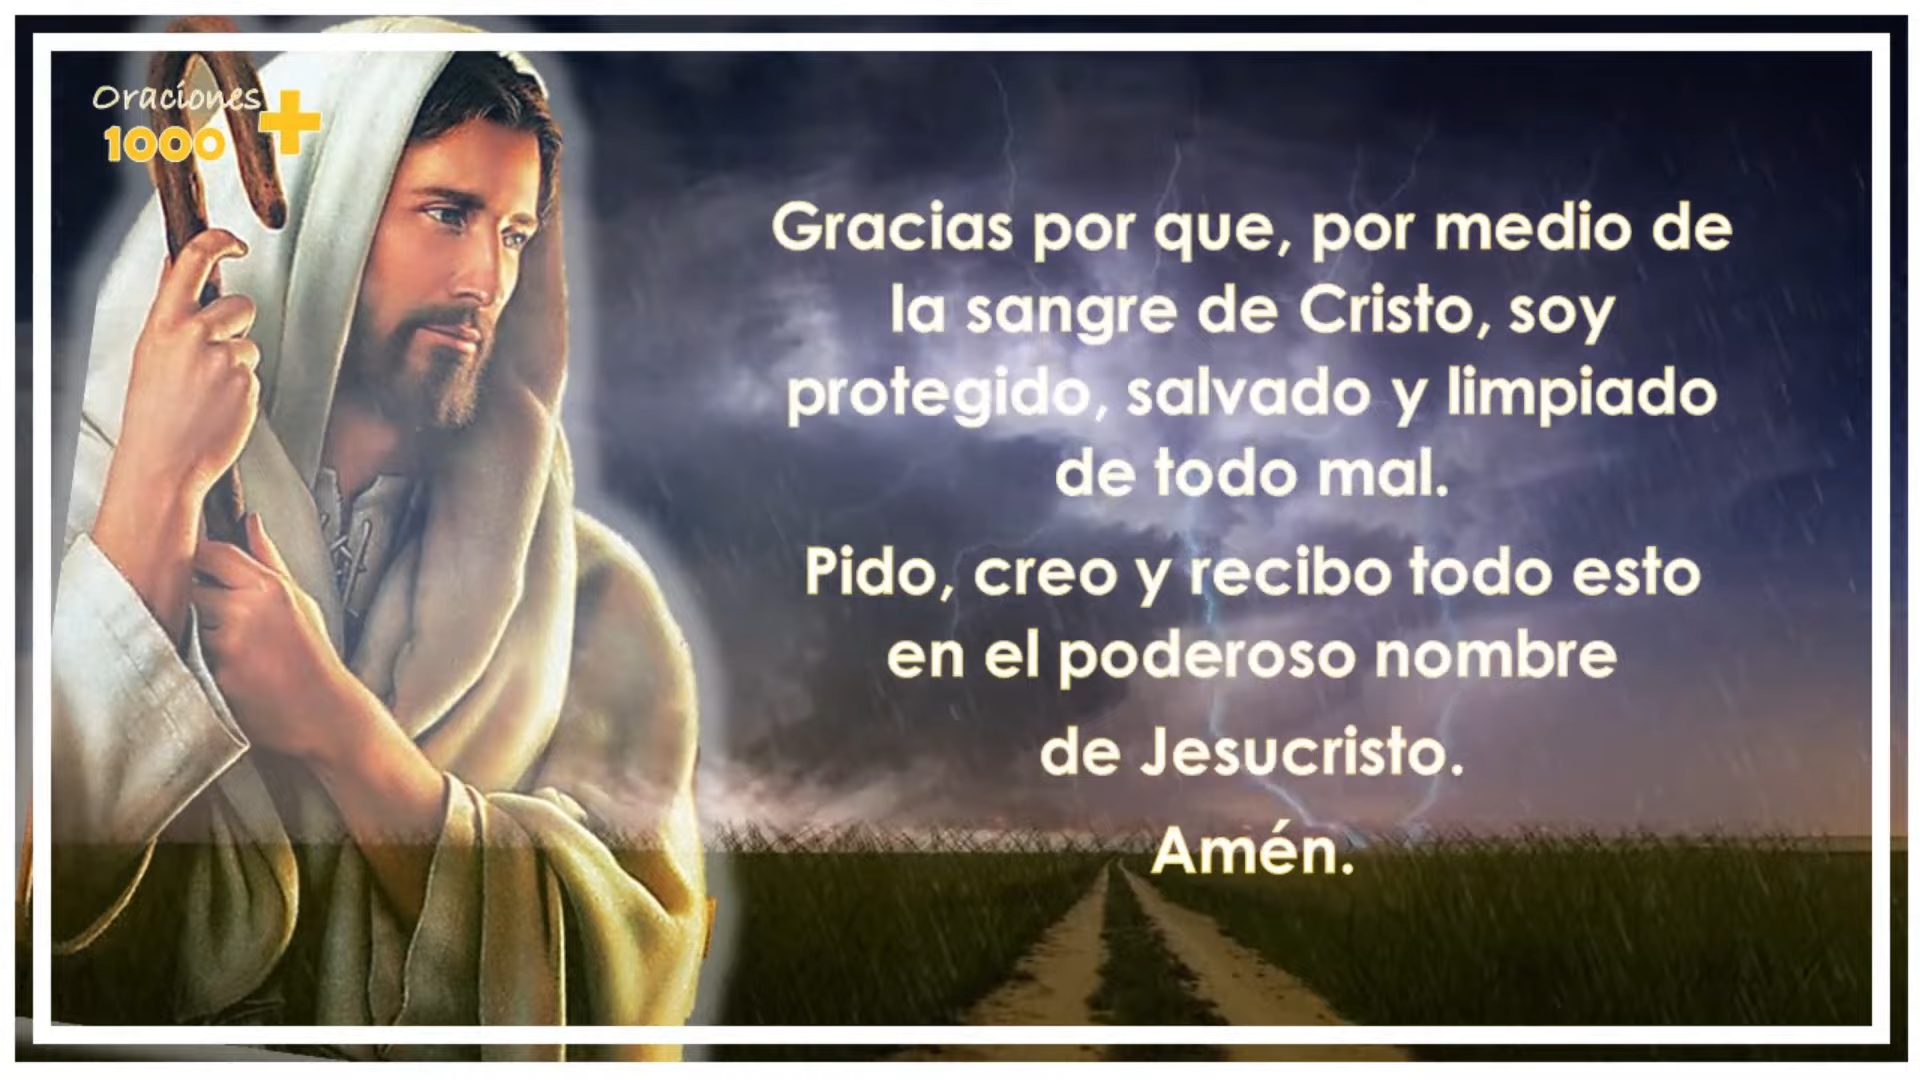 Oraciones
1000+
Gracias por que, por medio de
la sangre de Cristo, soy
protegido, salvado y limpiado
de todo mal.
Pido, creo y recibo todo esto
en el poderoso nombre
de Jesucristo.
Amén.